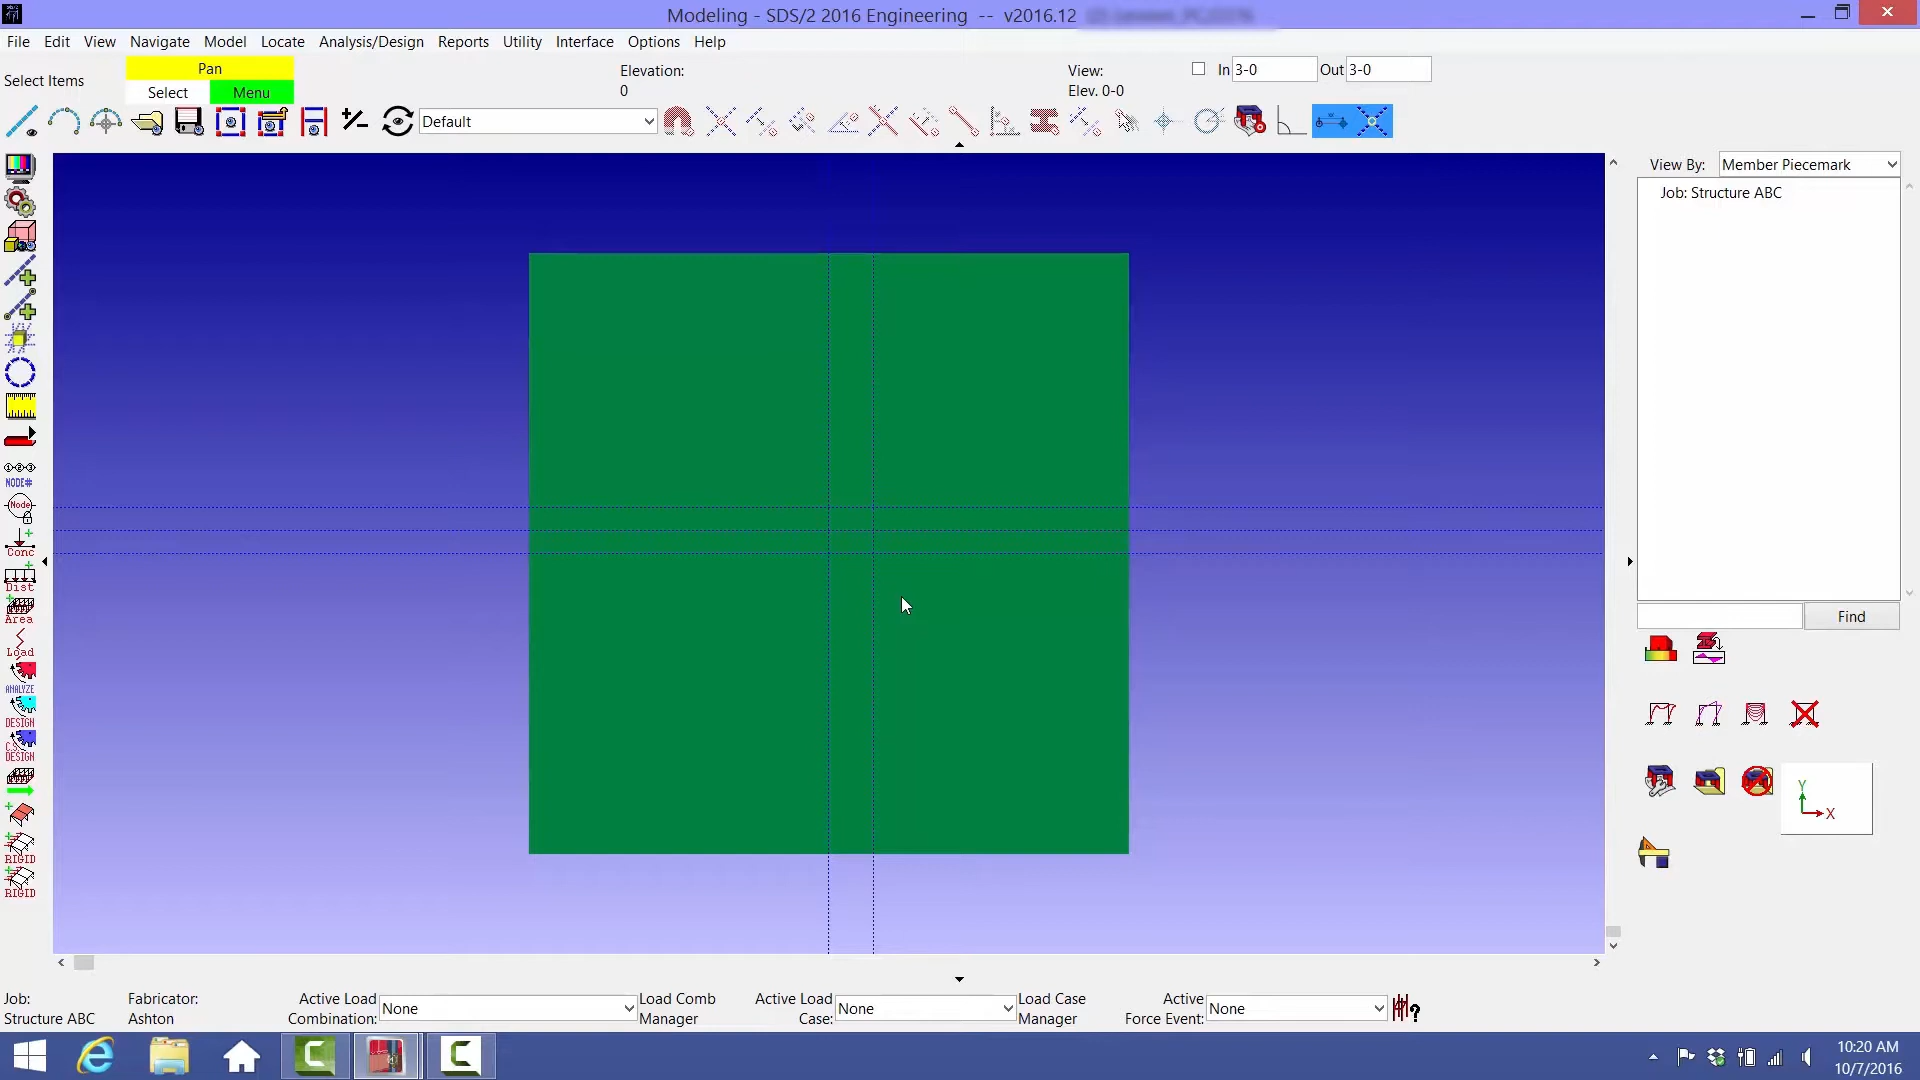 Modeling - SDS/2 2016 Engineering -- v2016.12
File Edit View Navigate Model Locate Analysis/Design Reports Utility Interface Options Help
Select Items
Pan
Select Menu
Elevation:
0
View:
Elev. 0-0
In 3-0 Out 3-0
Default
View By: Member Piecemark
Job: Structure ABC
Find
NODE#
Node
Conc
Dist
Area
Load
ANALYZE
DESIGN
C.S.
DESIGN
RIGID
RIGID
Y
X
Job:
Structure ABC
Fabricator:
Ashton
Active Load
Combination: None
Load Comb
Manager
Active Load
Case: None
Load Case
Manager
Active
Force Event: None
10:20 AM
10/7/2016